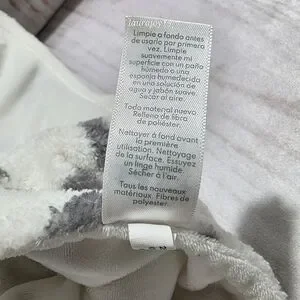 Limpie a fondo antes
de usarlo por primera
vez. Limpie
suavemente mi
superficie con un paño
húmedo o una
esponja humedecida
en una solución de
agua y jabón suave
Secar al aire.
Todo material nuevo
Relleno de fibra
de poliéster.
Nettoyer à fond avant
de la première
utilisation. Nettoyage
de la surface. Essuyez
un linge humide
Sécher à l'air.
Tous les nouveaux
matériaux. Fibres de
polyester.